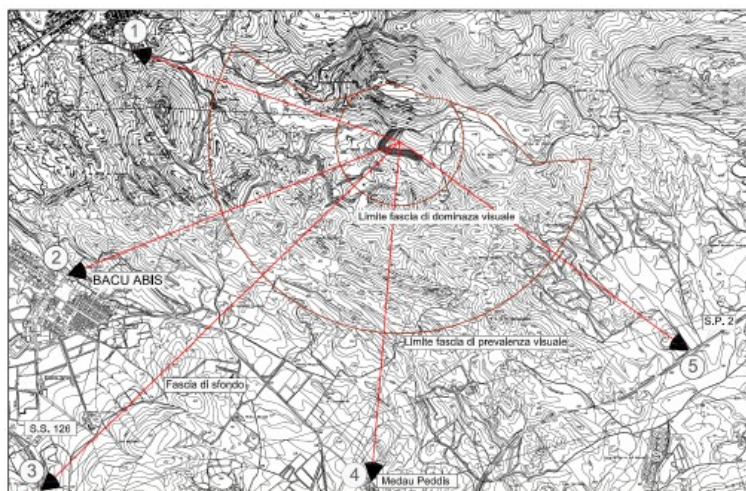 1
Limite fascia di dominaza visuale
2
BACU ABIS
S.P. 2
Limite fascia di prevalenza visuale
5
Fascia di sfondo
S.S. 126
3
4
Medau Peddis